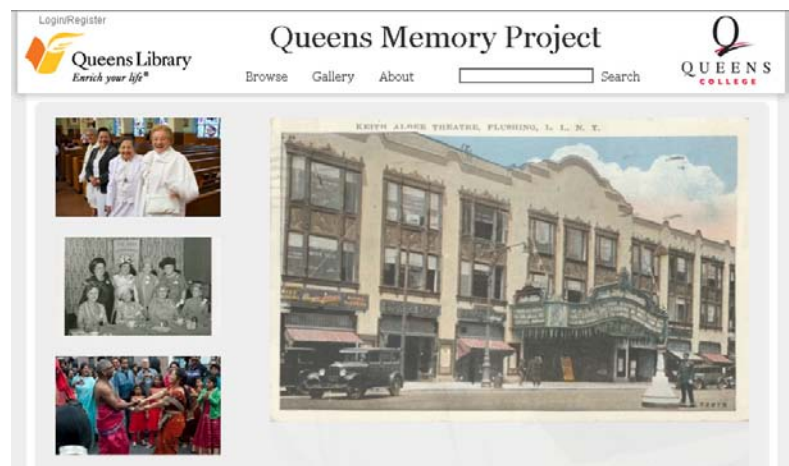 Login/Register
Queens Library
Enrich your life®
Queens Memory Project
Browse Gallery About Search
QUEENS
COLLEGE
KEITH ALBEE THEATRE, FLUSHING, L. I., N. Y.